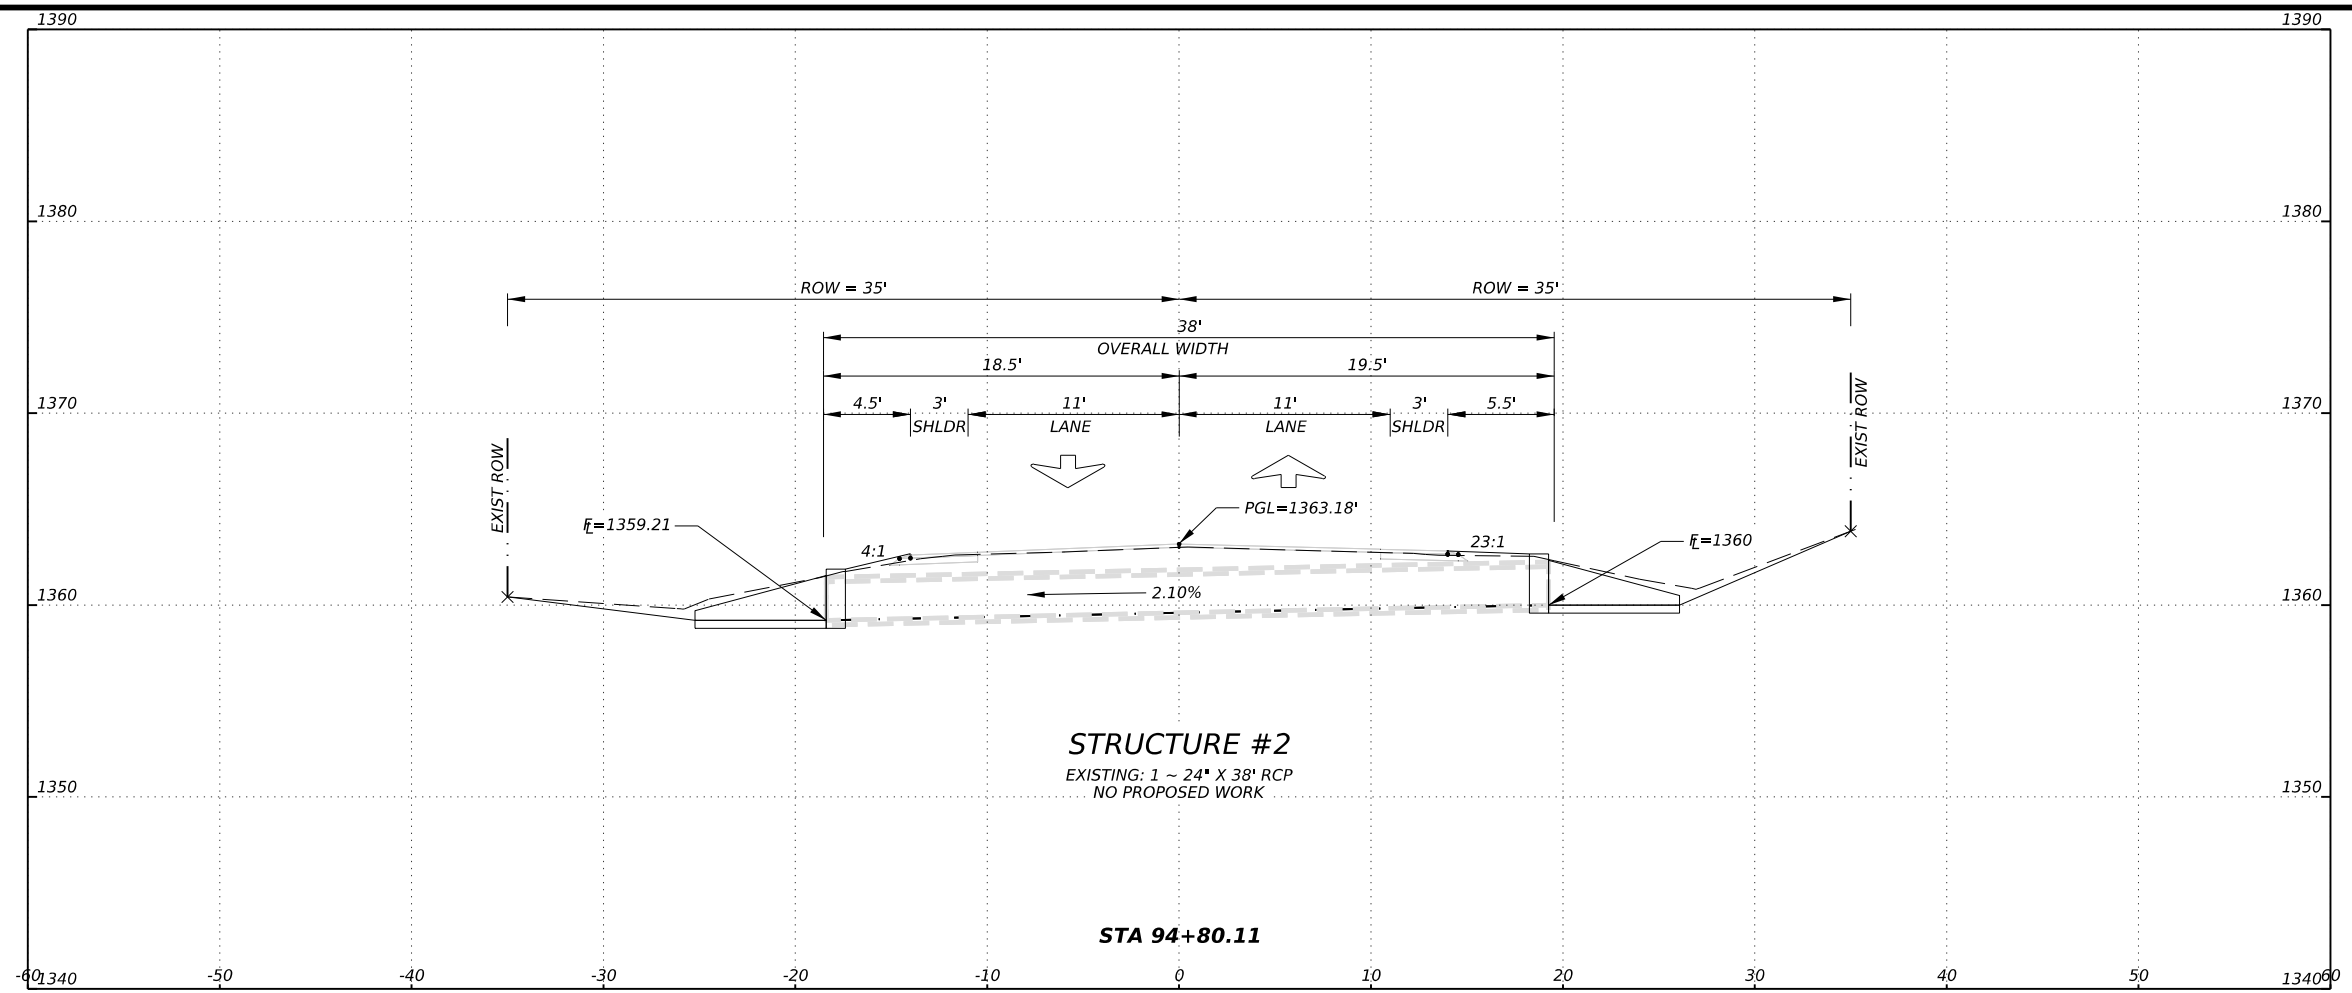 1390 1390
1380 1380
ROW = 35' ROW = 35'
38'
OVERALL WIDTH
18.5' 19.5'
4.5' 3' 11' 11' 3' 5.5'
1370 1370
SHLDR LANE LANE SHLDR
EXIST ROW
EXIST ROW
PGL=1363.18'
FL=1359.21
FL=1360
4:1 23:1
1360 1360
2.10%
STRUCTURE #2
EXISTING: 1 ~ 24" X 38' RCP
NO PROPOSED WORK
1350 1350
STA 94+80.11
1340 1340
-60 -50 -40 -30 -20 -10 0 10 20 30 40 50 60